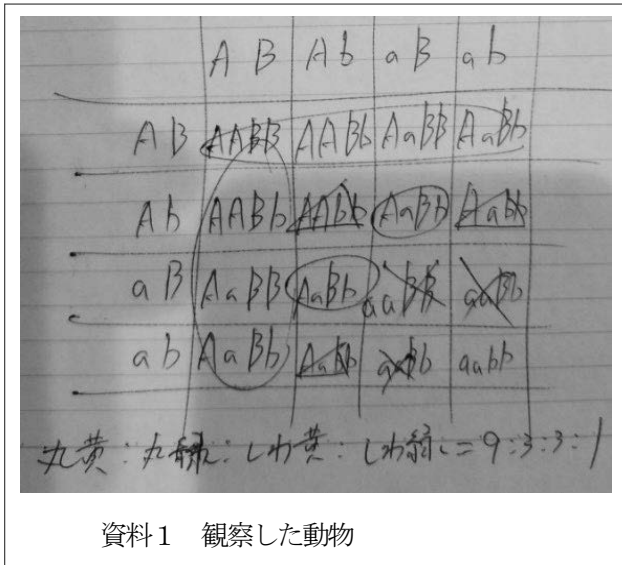 AB Ab aB ab
AB AABB AABb AaBB AaBb
Ab AABb AAbb AaBb Aabb
aB AaBB AaBb aaBB aaBb
ab AaBb Aabb aaBb aabb
丸黄:丸緑:しわ黄:しわ緑=9:3:3:1
資料1 観察した動物